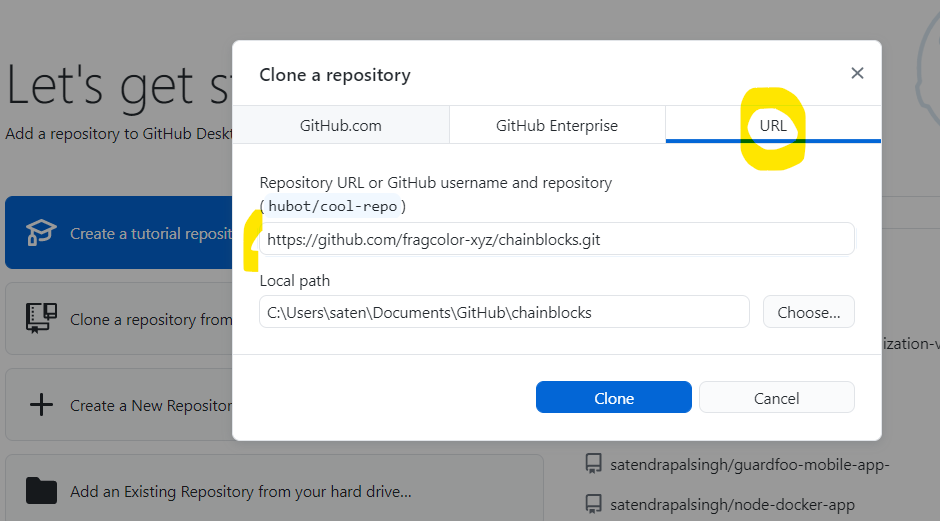 Let's get s
Clone a repository
Add a repository to GitHub Deskt
GitHub.com
GitHub Enterprise
URL
Repository URL or GitHub username and repository
(hubot/cool-repo)
Create a tutorial reposit
https://github.com/fragcolor-xyz/chainblocks.git
Local path
Clone a repository from
C:\Users\saten\Documents\GitHub\chainblocks
Choose...
ization-v
Create a New Repositor
Clone
Cancel
satendrapalsingh/guardfoo-mobile-app-
Add an Existing Repository from your hard drive...
satendrapalsingh/node-docker-app